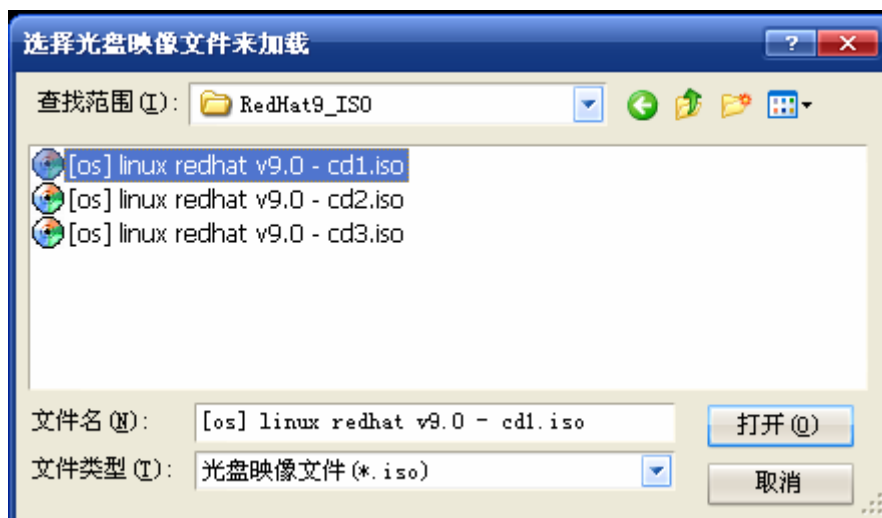 选择光盘映像文件来加载
查找范围(I): RedHat9_ISO
[os] linux redhat v9.0 - cd1.iso
[os] linux redhat v9.0 - cd2.iso
[os] linux redhat v9.0 - cd3.iso
文件名(N): [os] linux redhat v9.0 - cd1.iso 打开(O)
文件类型(T): 光盘映像文件(*.iso) 取消